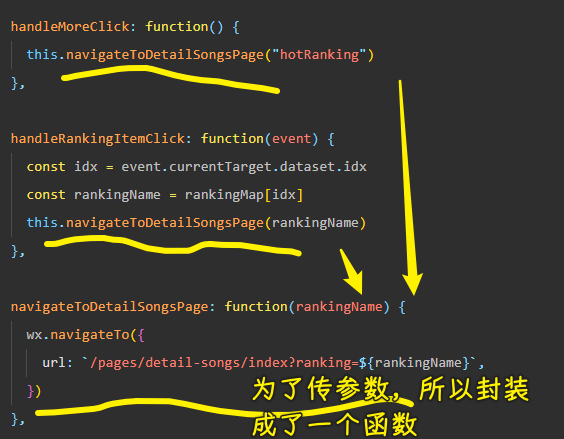 handleMoreClick: function() {
this.navigateToDetailSongsPage("hotRanking")
},
handleRankingItemClick: function(event) {
const idx = event.currentTarget.dataset.idx
const rankingName = rankingMap[idx]
this.navigateToDetailSongsPage(rankingName)
},
navigateToDetailSongsPage: function(rankingName) {
wx.navigateTo({
url: `/pages/detail-songs/index?ranking=${rankingName}`,
})
},
为了传参数，所以封装
成了一个函数